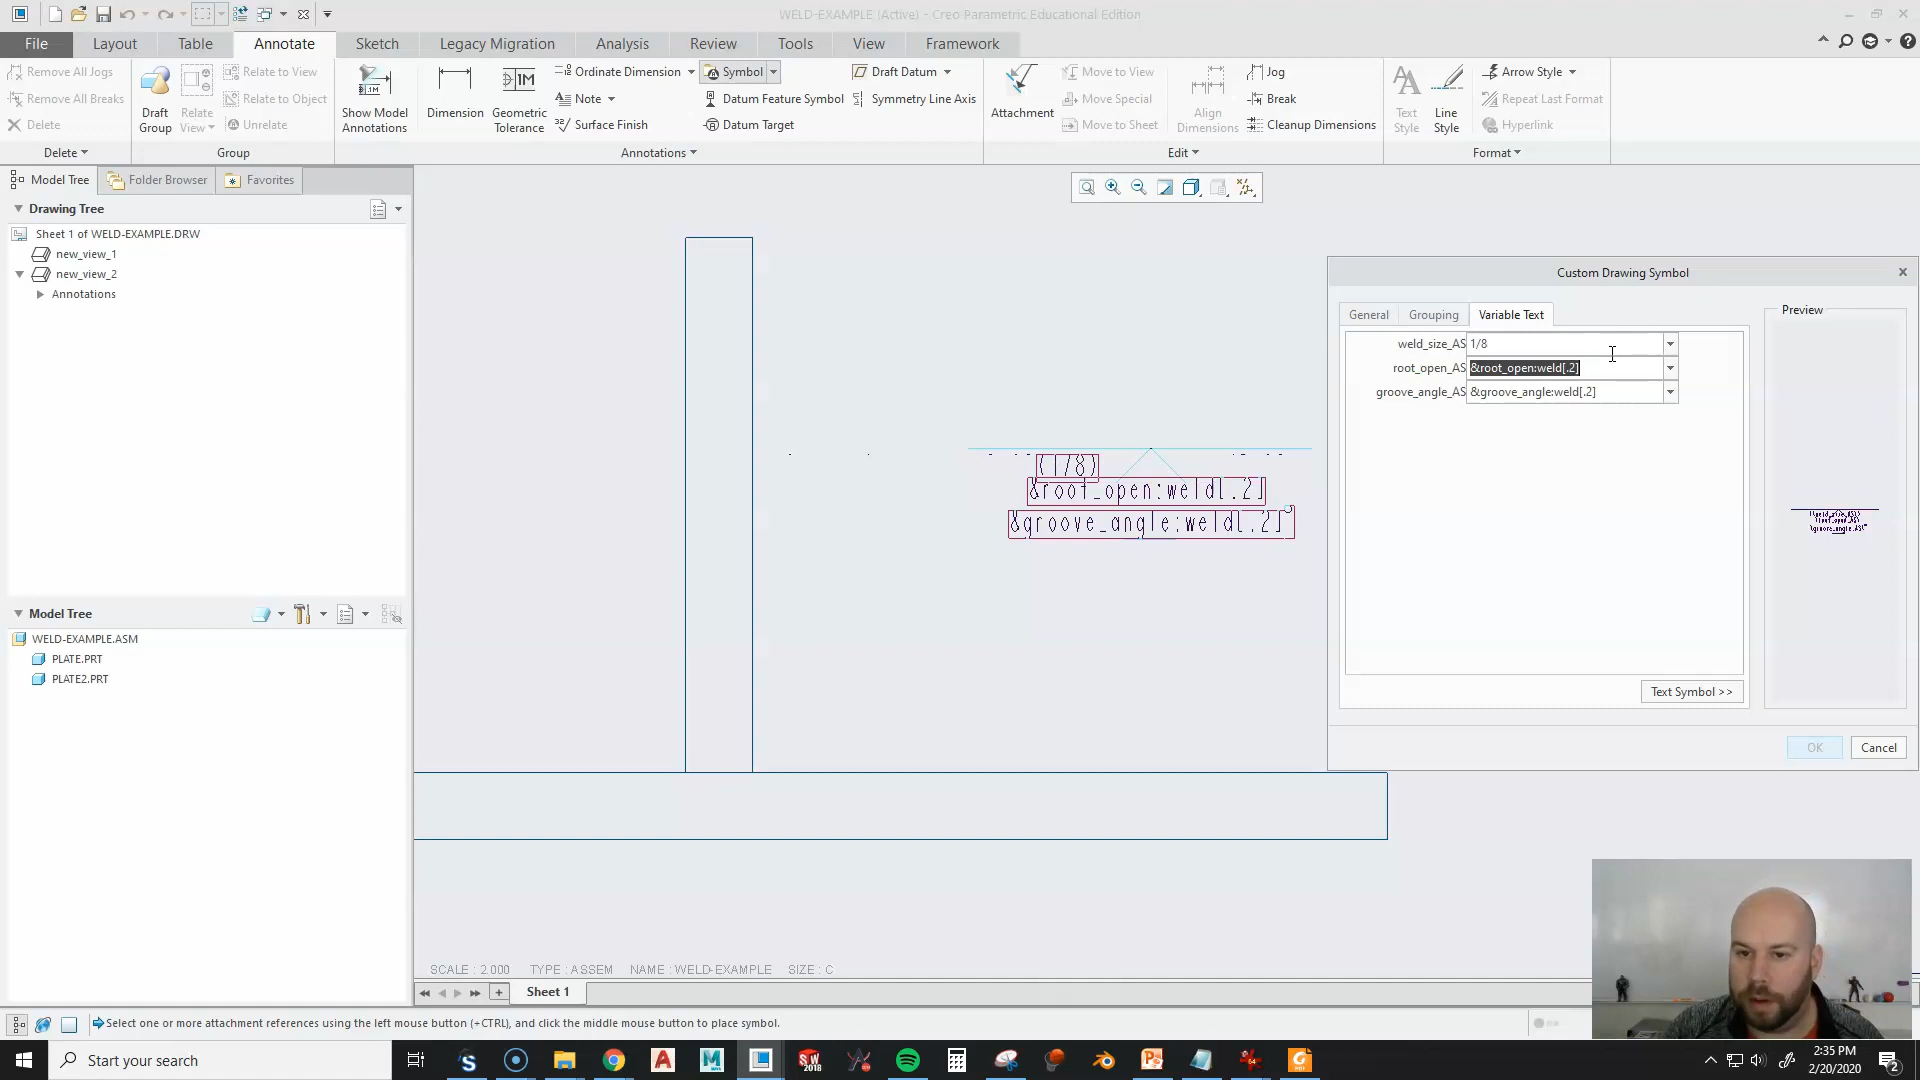 WELD-EXAMPLE (Active) - Creo Parametric Educational Edition
File
Layout
Table
Annotate
Sketch
Legacy Migration
Analysis
Review
Tools
View
Framework
Remove All Jogs
Remove All Breaks
Delete
Delete
Draft Group
Relate View
Relate to View
Relate to Object
Unrelate
Group
Show Model Annotations
Dimension
Geometric Tolerance
Ordinate Dimension
Note
Surface Finish
Symbol
Datum Feature Symbol
Datum Target
Draft Datum
Symmetry Line Axis
Annotations
Attachment
Move to View
Move Special
Move to Sheet
Align Dimensions
Jog
Break
Cleanup Dimensions
Edit
Text Style
Line Style
Arrow Style
Repeat Last Format
Hyperlink
Format
Model Tree
Folder Browser
Favorites
Drawing Tree
Sheet 1 of WELD-EXAMPLE.DRW
new_view_1
new_view_2
Annotations
Model Tree
WELD-EXAMPLE.ASM
PLATE.PRT
PLATE2.PRT
(1/8)
&root_open:weld[.2]
&groove_angle:weld[.2]°
Custom Drawing Symbol
General
Grouping
Variable Text
weld_size_AS 1/8
root_open_AS &root_open:weld[.2]
groove_angle_AS &groove_angle:weld[.2]
Text Symbol >>
Preview
OK
Cancel
SCALE : 2.000 TYPE : ASSEM NAME : WELD-EXAMPLE SIZE : C
Sheet 1
Select one or more attachment references using the left mouse button (+CTRL), and click the middle mouse button to place symbol.
Start your search
2:35 PM
2/20/2020